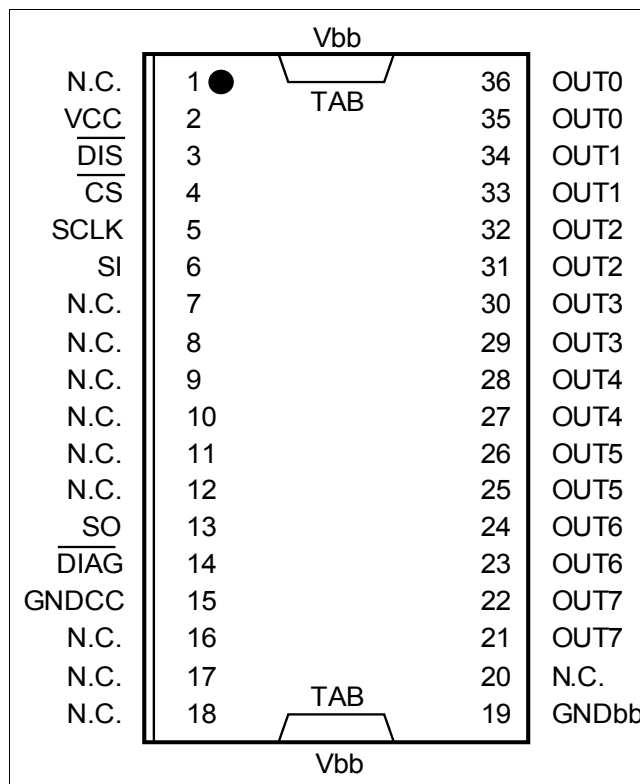 Vbb
N.C. 1 36 OUT0
TAB
VCC 2 35 OUT0
DIS 3 34 OUT1
CS 4 33 OUT1
SCLK 5 32 OUT2
SI 6 31 OUT2
N.C. 7 30 OUT3
N.C. 8 29 OUT3
N.C. 9 28 OUT4
N.C. 10 27 OUT4
N.C. 11 26 OUT5
N.C. 12 25 OUT5
SO 13 24 OUT6
DIAG 14 23 OUT6
GNDCC 15 22 OUT7
N.C. 16 21 OUT7
N.C. 17 20 N.C.
TAB
N.C. 18 19 GNDbb
Vbb